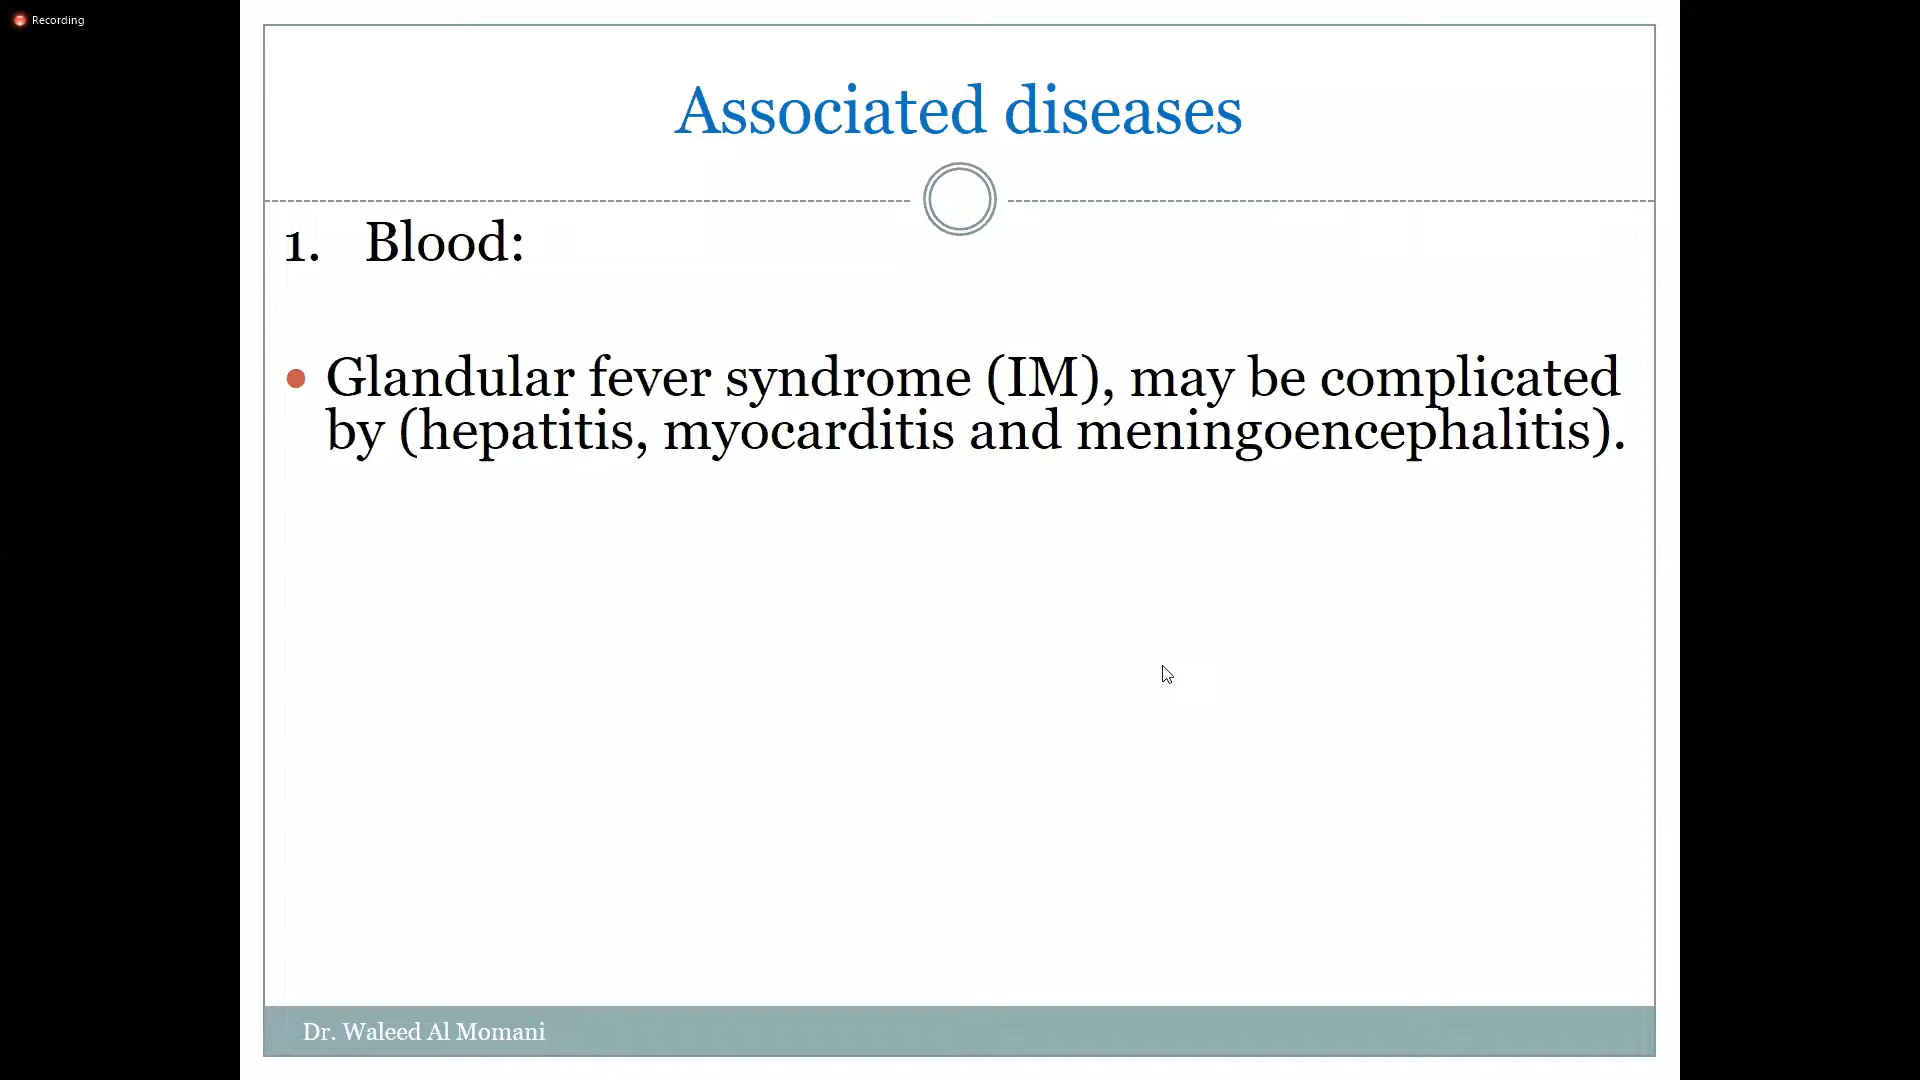 Recording
Associated diseases
1. Blood:
• Glandular fever syndrome (IM), may be complicated
by (hepatitis, myocarditis and meningoencephalitis).
Dr. Waleed Al Momani